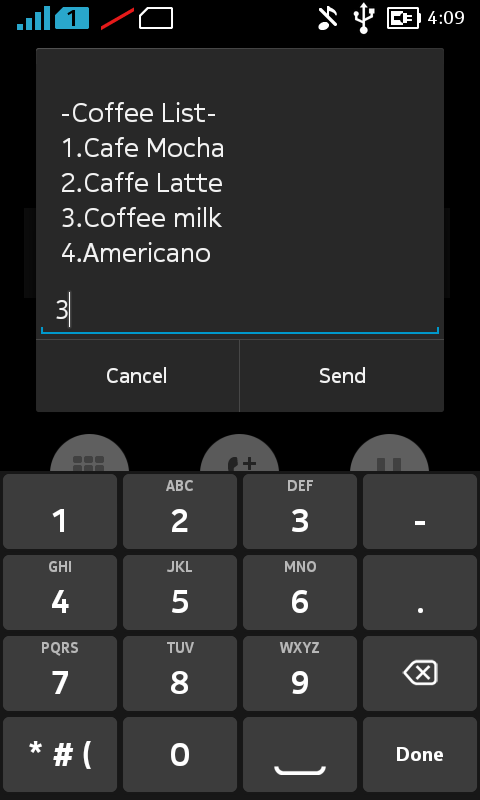 1 4:09
-Coffee List-
1.Cafe Mocha
2.Caffe Latte
3.Coffee milk
4.Americano
3
Cancel Send
ABC DEF
1 2 3 -
GHI JKL MNO
4 5 6 .
PQRS TUV WXYZ
7 8 9
* # ( 0 Done